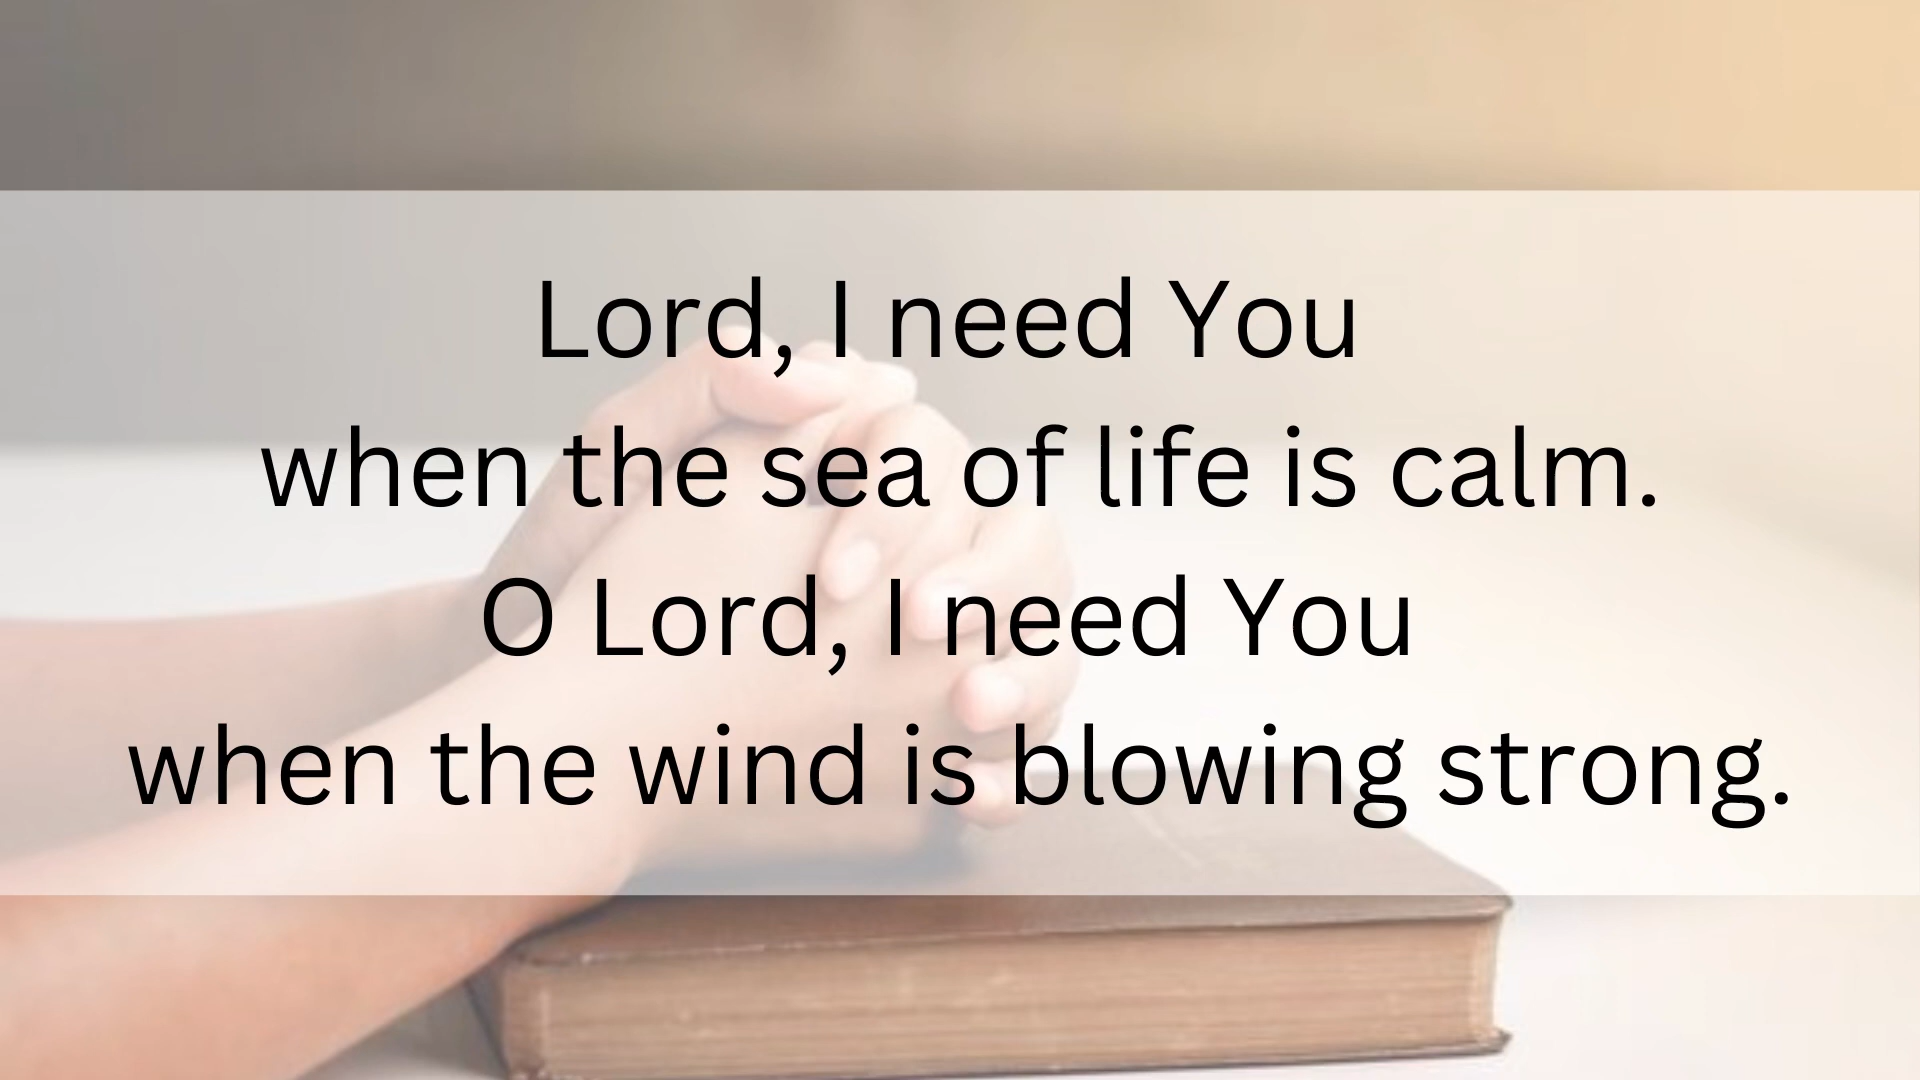 Lord, I need You
when the sea of life is calm.
O Lord, I need You
when the wind is blowing strong.